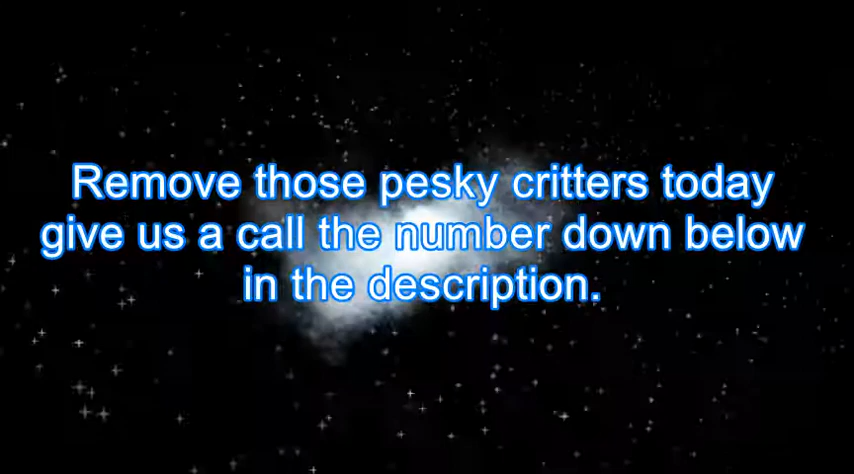 Remove those pesky critters today
give us a call the number down below
in the description.